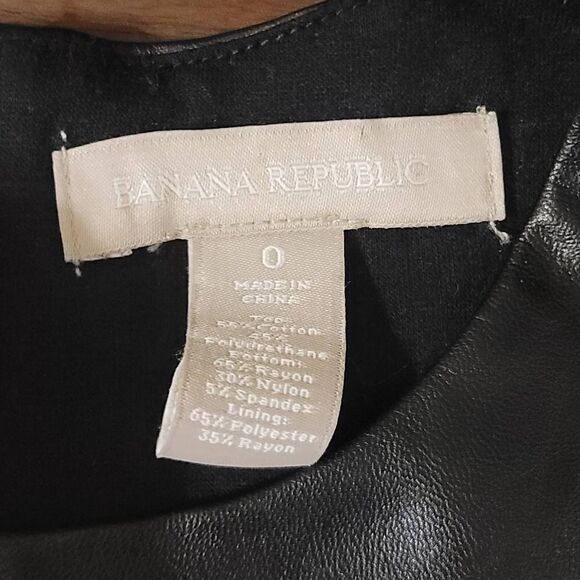 BANANA REPUBLIC
0
MADE IN
CHINA
Top:
55% Cotton
45%
Polyurethane
Bottom:
65% Rayon
30% Nylon
5% Spandex
Lining:
65% Polyester
35% Rayon